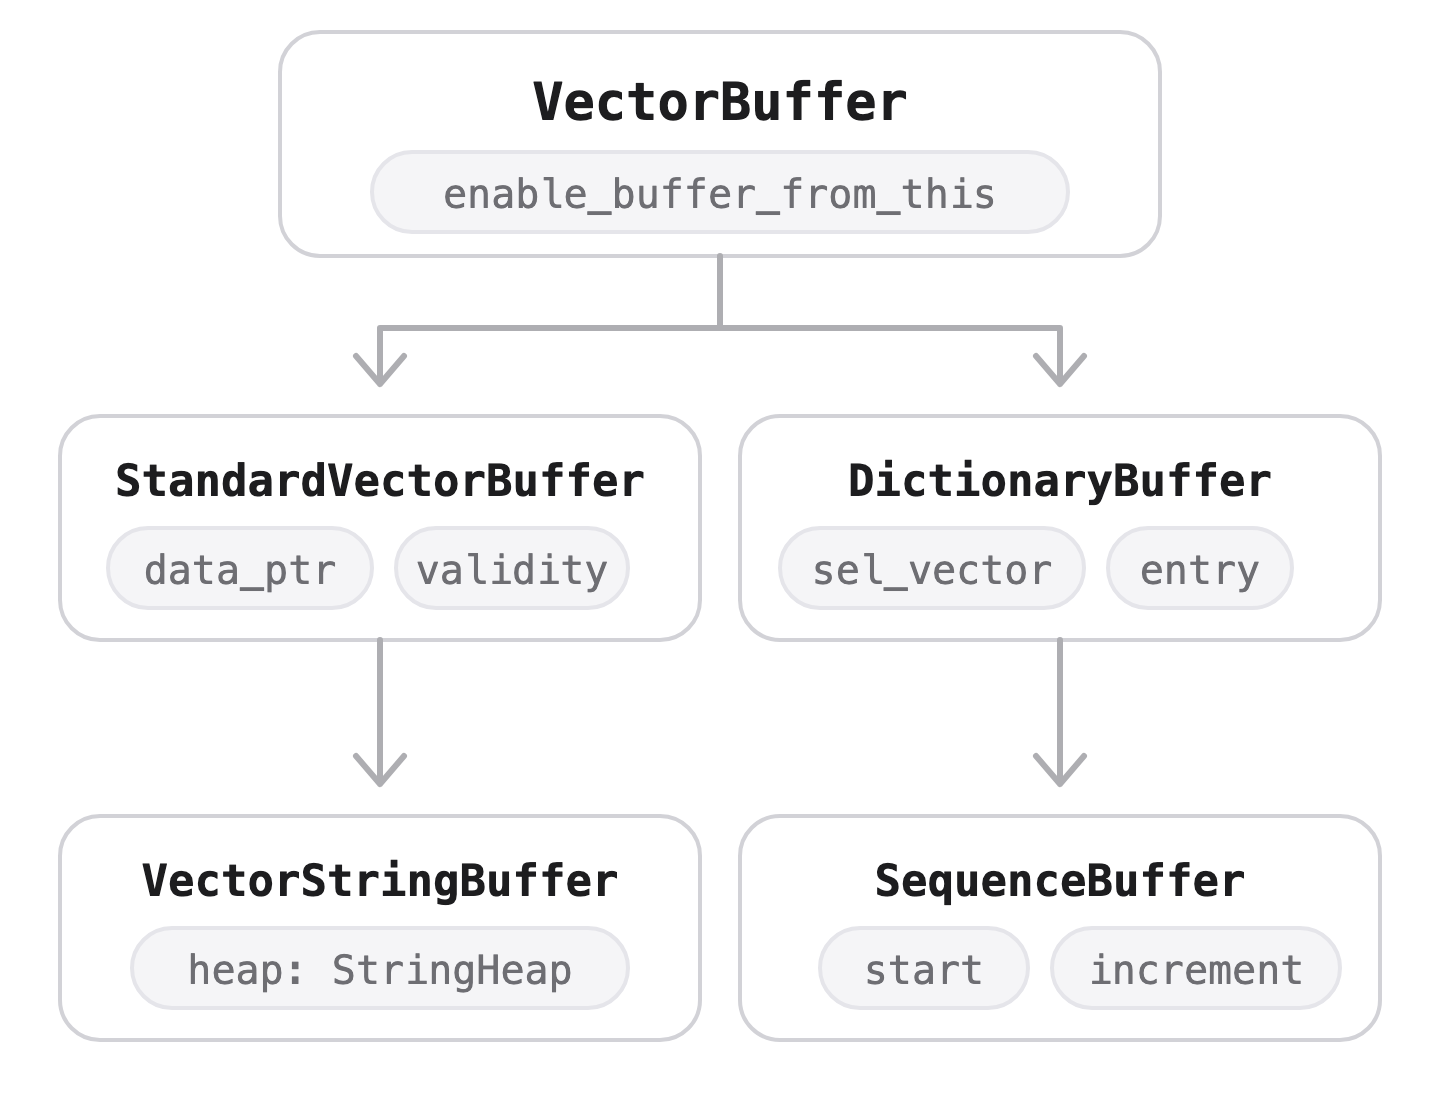 VectorBuffer
enable_buffer_from_this
StandardVectorBuffer
data_ptr validity
DictionaryBuffer
sel_vector entry
VectorStringBuffer
heap: StringHeap
SequenceBuffer
start increment